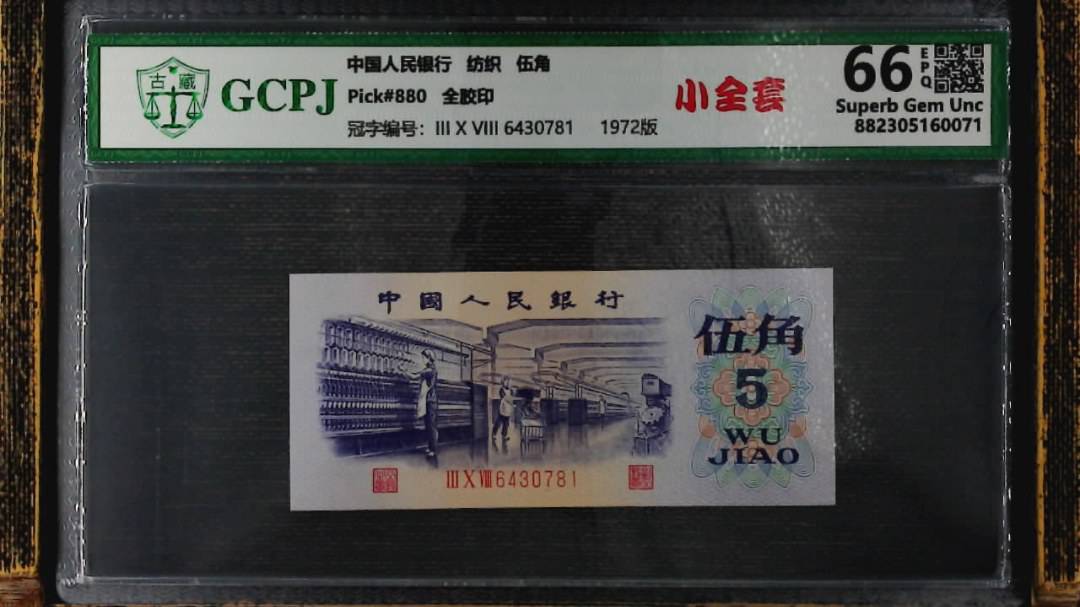 古藏
GCPJ
中国人民银行 纺织 伍角
Pick#880 全胶印
冠字编号: III X VIII 6430781 1972版
小全套
66 EPQ
Superb Gem Unc
882305160071
中國人民銀行
伍角
5
WU
JIAO
III X VIII 6430781